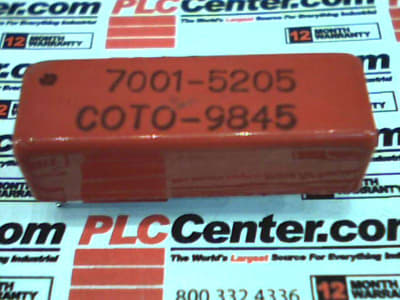 PLCCenter.com
The World's Largest Source For Everything Industrial
12 MONTH WARRANTY
7001-5205
COTO-9845
12 MONTH WARRANTY
PLCCenter.com
The World's Largest Source For Everything Industrial
12 MONTH WARRANTY
800.332.4336